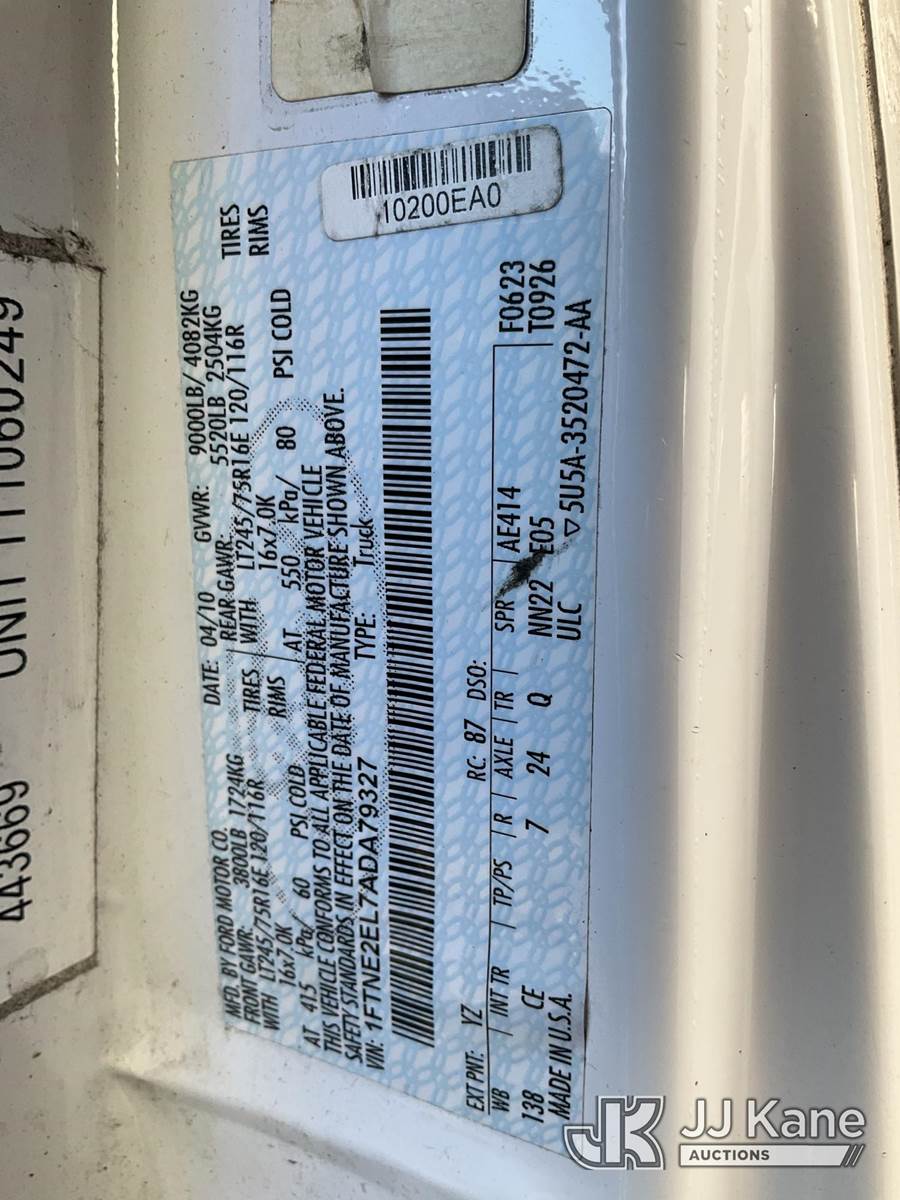 443669 UNIT 111060249
MFD. BY FORD MOTOR CO.
DATE: 04/10 GVWR: 9000LB/ 4082KG
FRONT GAWR: 3800LB 1724KG REAR GAWR: 5520LB 2504KG
WITH LT245/75R16E 120/116R TIRES WITH LT245/75R16E 120/116R TIRES
16x7.0K RIMS 16x7.0K RIMS
AT 415 kPa/ 60 PSI COLD AT 550 kPa/ 80 PSI COLD
THIS VEHICLE CONFORMS TO ALL APPLICABLE FEDERAL MOTOR VEHICLE
SAFETY STANDARDS IN EFFECT ON THE DATE OF MANUFACTURE SHOWN ABOVE.
VIN: 1FTNE2EL7ADA79327 TYPE: Truck
10200EA0
EXT PNT: YZ RC: 87 DSO: F0623
WB INT TR TP/PS R AXLE TR SPR AE414 T0926
138 CE 7 24 Q NN22 E05
MADE IN U.S.A. ULC ▽5U5A-3520472-AA
JK JJ Kane
AUCTIONS